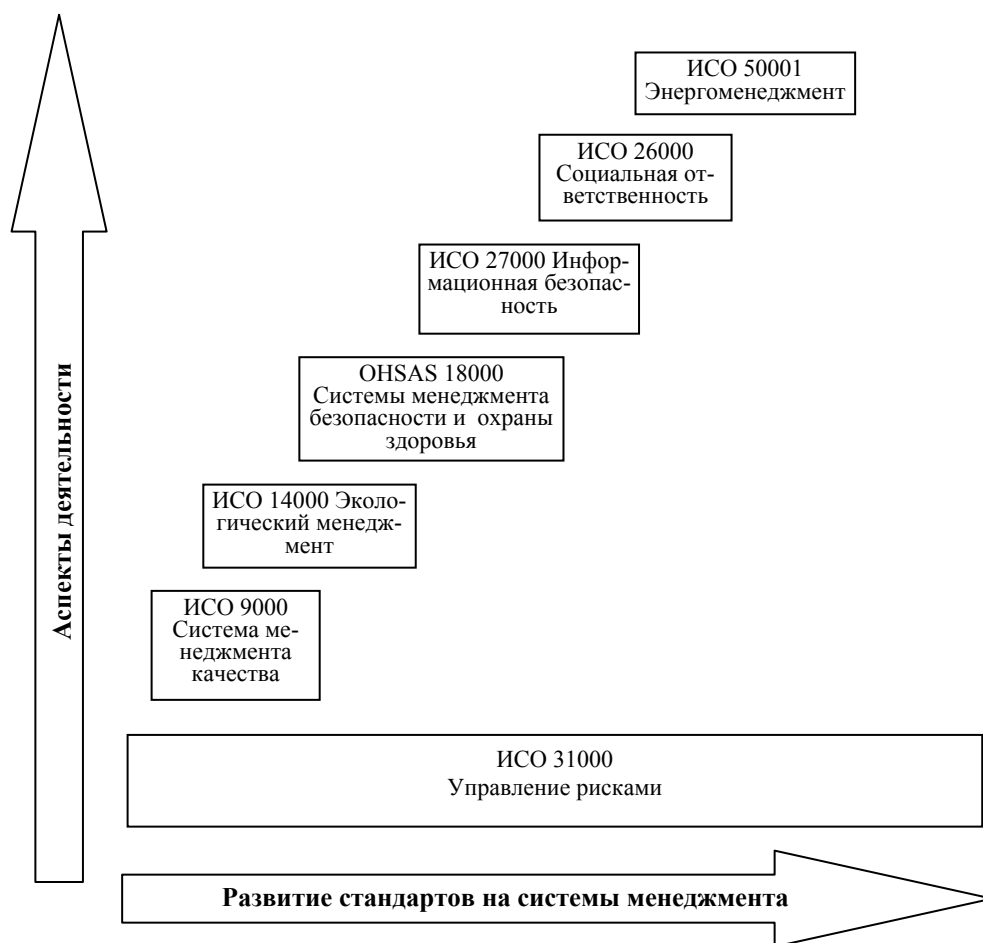 ИСО 50001
Энергоменеджмент
ИСО 26000
Социальная от-
ветственность
ИСО 27000 Инфор-
мационная безопас-
ность
OHSAS 18000
Системы менеджмента
безопасности и охраны
здоровья
ИСО 14000 Эколо-
гический менедж-
мент
ИСО 9000
Система ме-
неджмента
качества
Аспекты деятельности
ИСО 31000
Управление рисками
Развитие стандартов на системы менеджмента